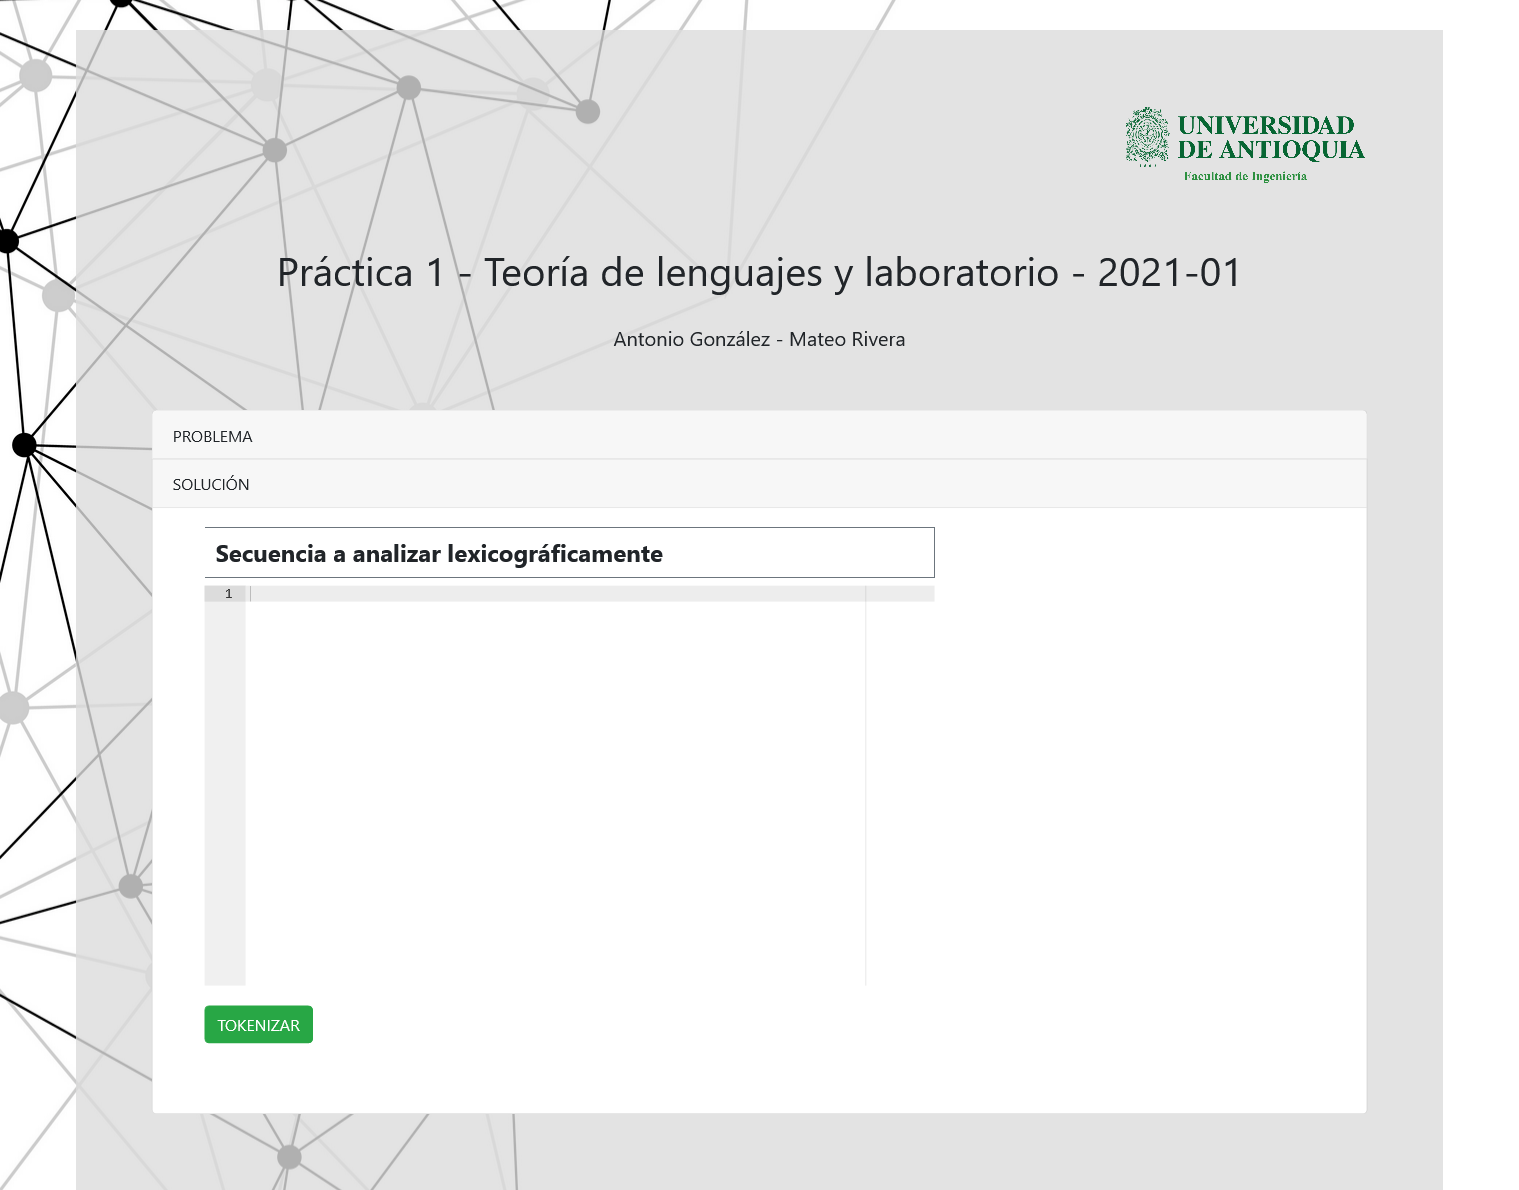 UNIVERSIDAD
DE ANTIOQUIA
Facultad de Ingeniería
Práctica 1 - Teoría de lenguajes y laboratorio - 2021-01
Antonio González - Mateo Rivera
PROBLEMA
SOLUCIÓN
Secuencia a analizar lexicográficamente
1
TOKENIZAR